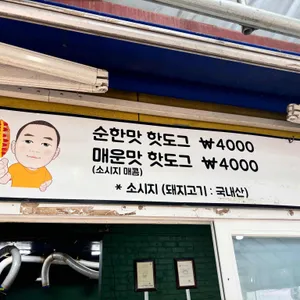 순한맛 핫도그 ₩4000
매운맛 핫도그 ₩4000
(소시지 매콤)
* 소시지 (돼지고기 : 국내산)